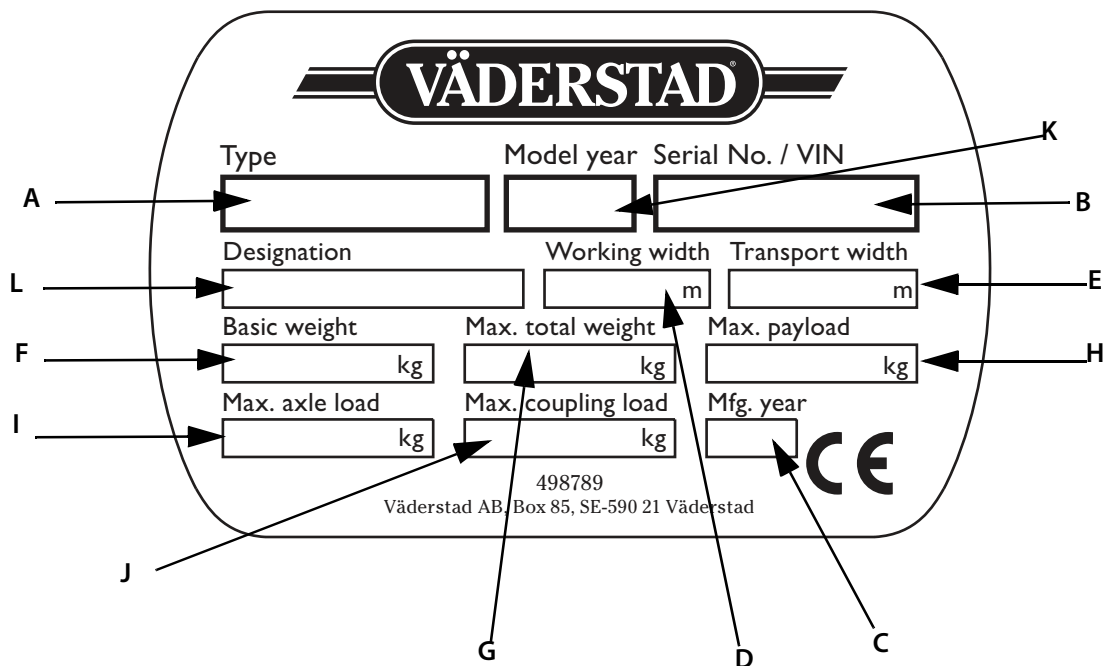 VÄDERSTAD®
K
Type Model year Serial No. / VIN
A B
Designation Working width Transport width
L m m E
Basic weight Max. total weight Max. payload
F kg kg kg H
Max. axle load Max. coupling load Mfg. year
I kg kg CE
498789
Väderstad AB, Box 85, SE-590 21 Väderstad
J
G D C